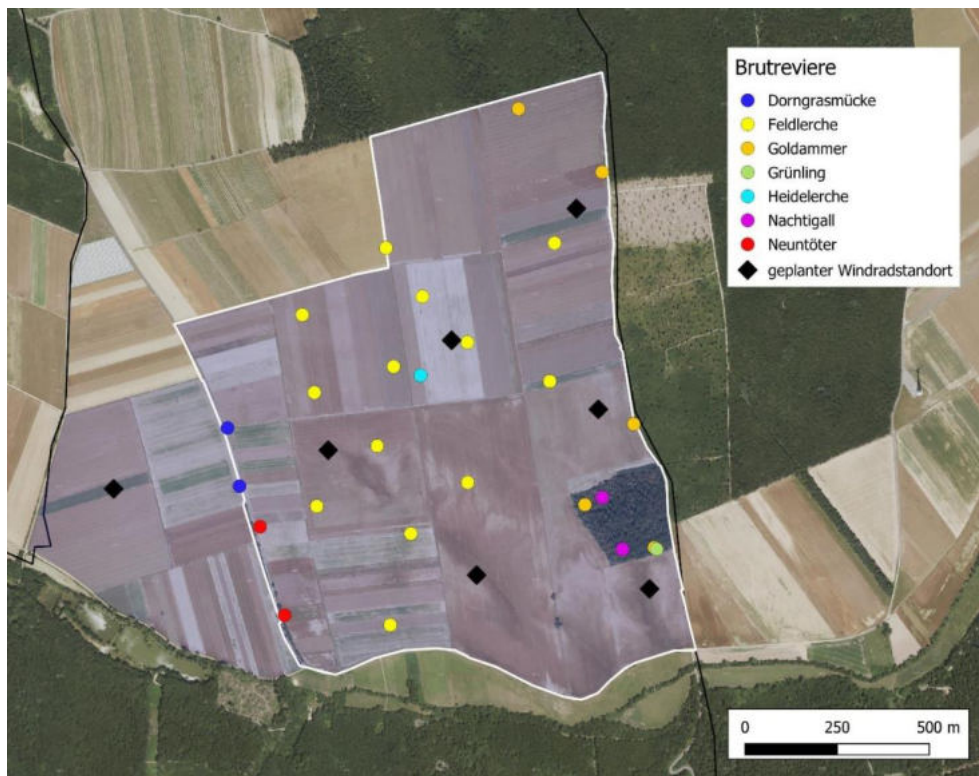 Brutreviere
Dorngrasmücke
Feldlerche
Goldammer
Grünling
Heidelerche
Nachtigall
Neuntöter
geplanter Windradstandort
0 250 500 m